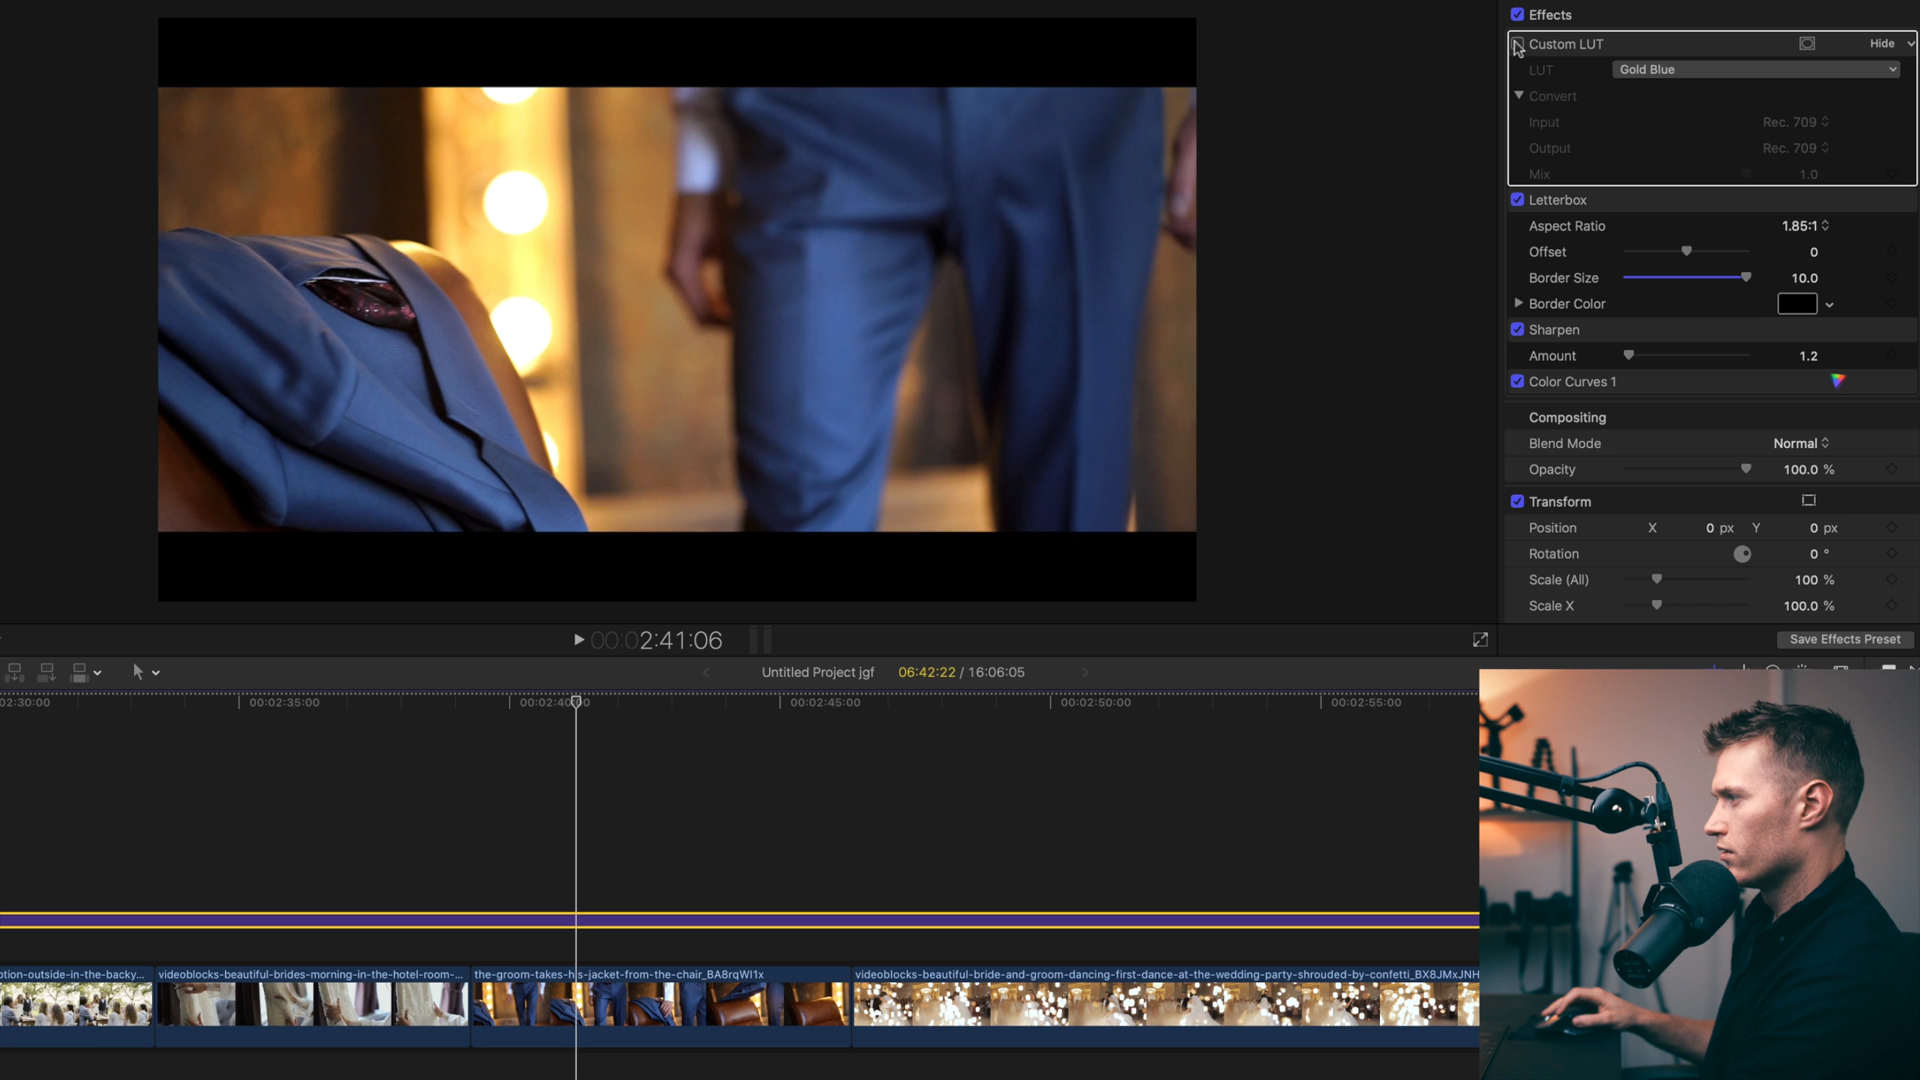 Effects
Custom LUT Hide
LUT Gold Blue
Convert
Input Rec. 709
Output Rec. 709
Mix 1.0
Letterbox
Aspect Ratio 1.85:1
Offset 0
Border Size 10.0
Border Color
Sharpen
Amount 1.2
Color Curves 1
Compositing
Blend Mode Normal
Opacity 100.0 %
Transform
Position X 0 px Y 0 px
Rotation 0 °
Scale (All) 100 %
Scale X 100.0 %
00:02:41:06
Save Effects Preset
Untitled Project jgf 06:42:22 / 16:06:05
02:30:00 00:02:35:00 00:02:40:00 00:02:45:00 00:02:50:00 00:02:55:00
ption-outside-in-the-backy... videoblocks-beautiful-brides-morning-in-the-hotel-room-... the-groom-takes-his-jacket-from-the-chair_BA8rqWI1x videoblocks-beautiful-bride-and-groom-dancing-first-dance-at-the-wedding-party-shrouded-by-confetti_BX8JMxJNH